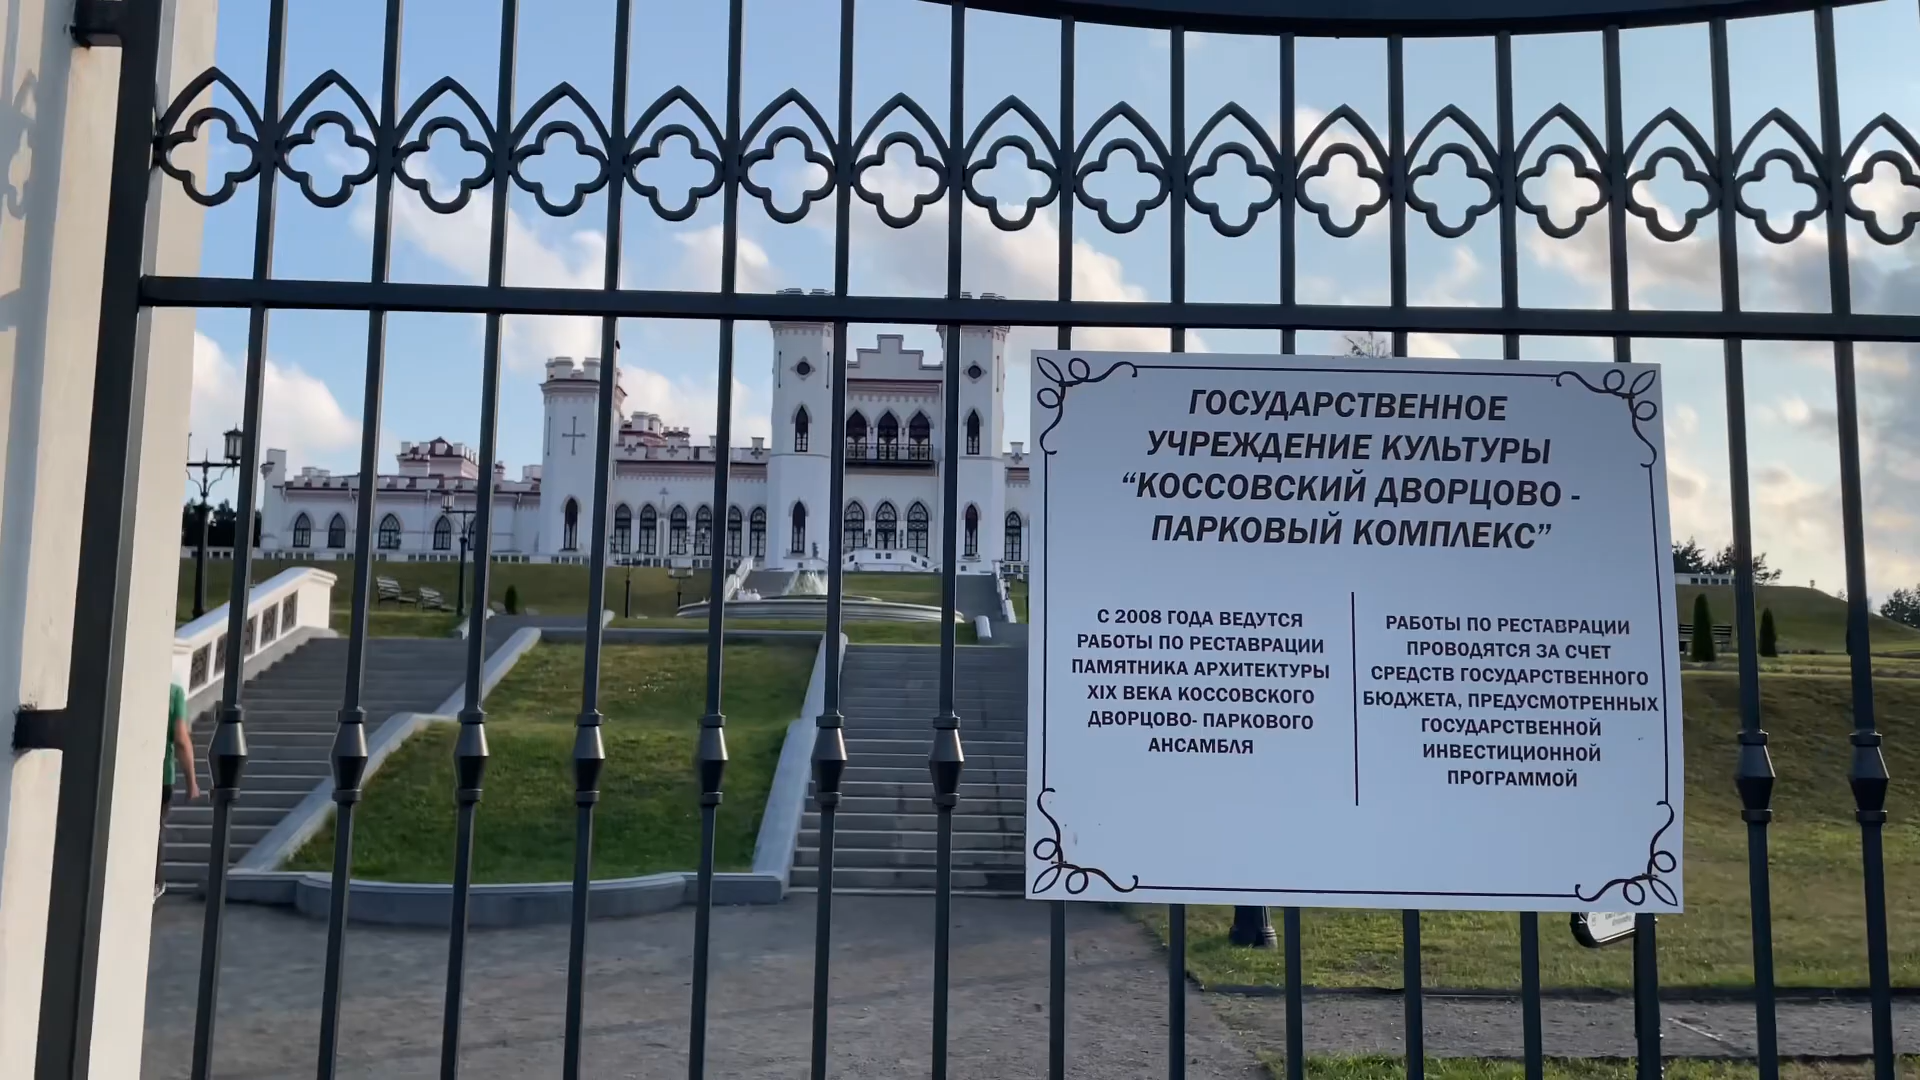 ГОСУДАРСТВЕННОЕ
УЧРЕЖДЕНИЕ КУЛЬТУРЫ
“КОССОВСКИЙ ДВОРЦОВО -
ПАРКОВЫЙ КОМПЛЕКС”
С 2008 ГОДА ВЕДУТСЯ
РАБОТЫ ПО РЕСТАВРАЦИИ
ПАМЯТНИКА АРХИТЕКТУРЫ
XIX ВЕКА КОССОВСКОГО
ДВОРЦОВО- ПАРКОВОГО
АНСАМБЛЯ
РАБОТЫ ПО РЕСТАВРАЦИИ
ПРОВОДЯТСЯ ЗА СЧЕТ
СРЕДСТВ ГОСУДАРСТВЕННОГО
БЮДЖЕТА, ПРЕДУСМОТРЕННЫХ
ГОСУДАРСТВЕННОЙ
ИНВЕСТИЦИОННОЙ
ПРОГРАММОЙ